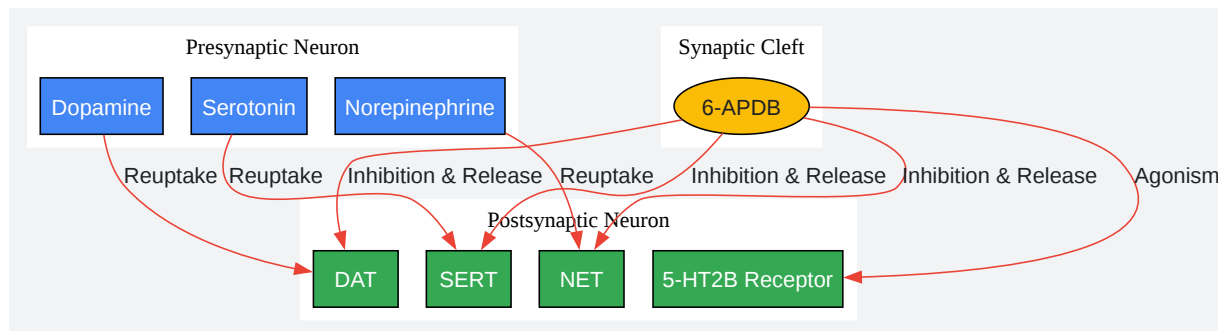 Presynaptic Neuron
Synaptic Cleft
Dopamine
Serotonin
Norepinephrine
6-APDB
Reuptake
Reuptake
Inhibition & Release
Reuptake
Inhibition & Release
Inhibition & Release
Agonism
Postsynaptic Neuron
DAT
SERT
NET
5-HT2B Receptor